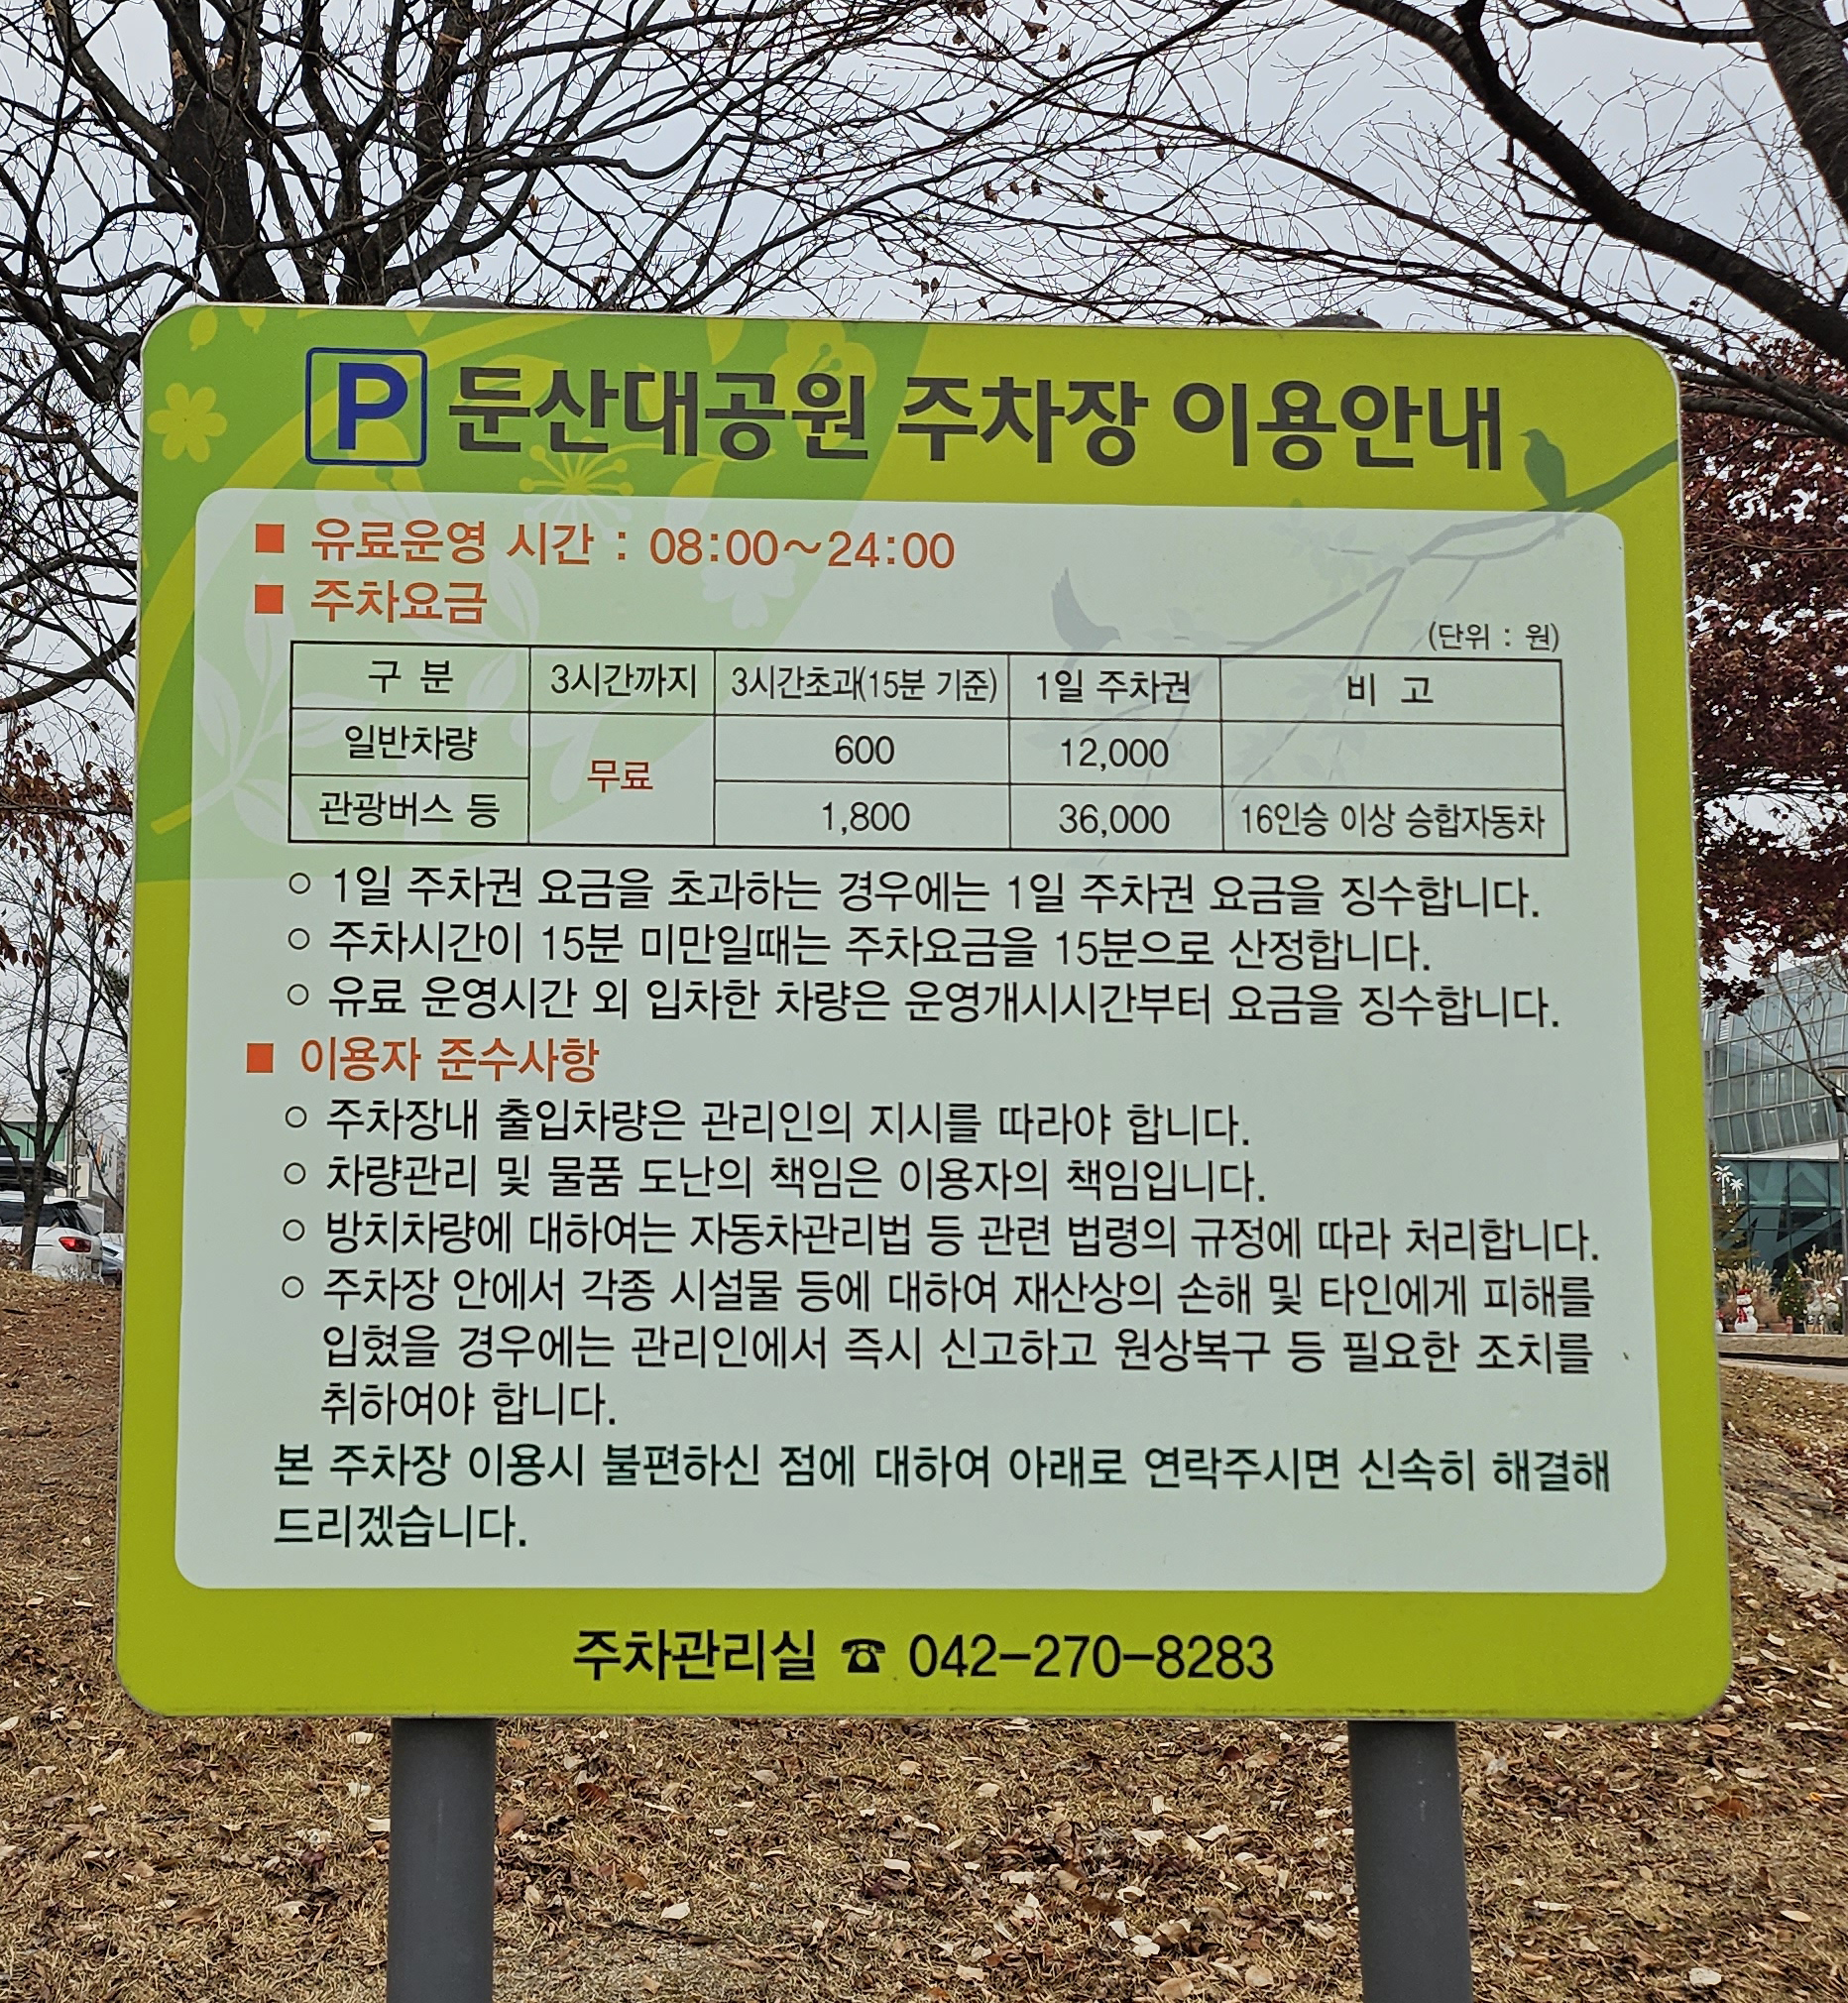 P 둔산대공원 주차장 이용안내
■ 유료운영 시간 : 08:00~24:00
■ 주차요금
(단위 : 원)
구 분 3시간까지 3시간초과(15분 기준) 1일 주차권 비 고
일반차량 무료 600 12,000
관광버스 등 1,800 36,000 16인승 이상 승합자동차
○ 1일 주차권 요금을 초과하는 경우에는 1일 주차권 요금을 징수합니다.
○ 주차시간이 15분 미만일때는 주차요금을 15분으로 산정합니다.
○ 유료 운영시간 외 입차한 차량은 운영개시시간부터 요금을 징수합니다.
■ 이용자 준수사항
○ 주차장내 출입차량은 관리인의 지시를 따라야 합니다.
○ 차량관리 및 물품 도난의 책임은 이용자의 책임입니다.
○ 방치차량에 대하여는 자동차관리법 등 관련 법령의 규정에 따라 처리합니다.
○ 주차장 안에서 각종 시설물 등에 대하여 재산상의 손해 및 타인에게 피해를
입혔을 경우에는 관리인에서 즉시 신고하고 원상복구 등 필요한 조치를
취하여야 합니다.
본 주차장 이용시 불편하신 점에 대하여 아래로 연락주시면 신속히 해결해
드리겠습니다.
주차관리실 ☎ 042-270-8283